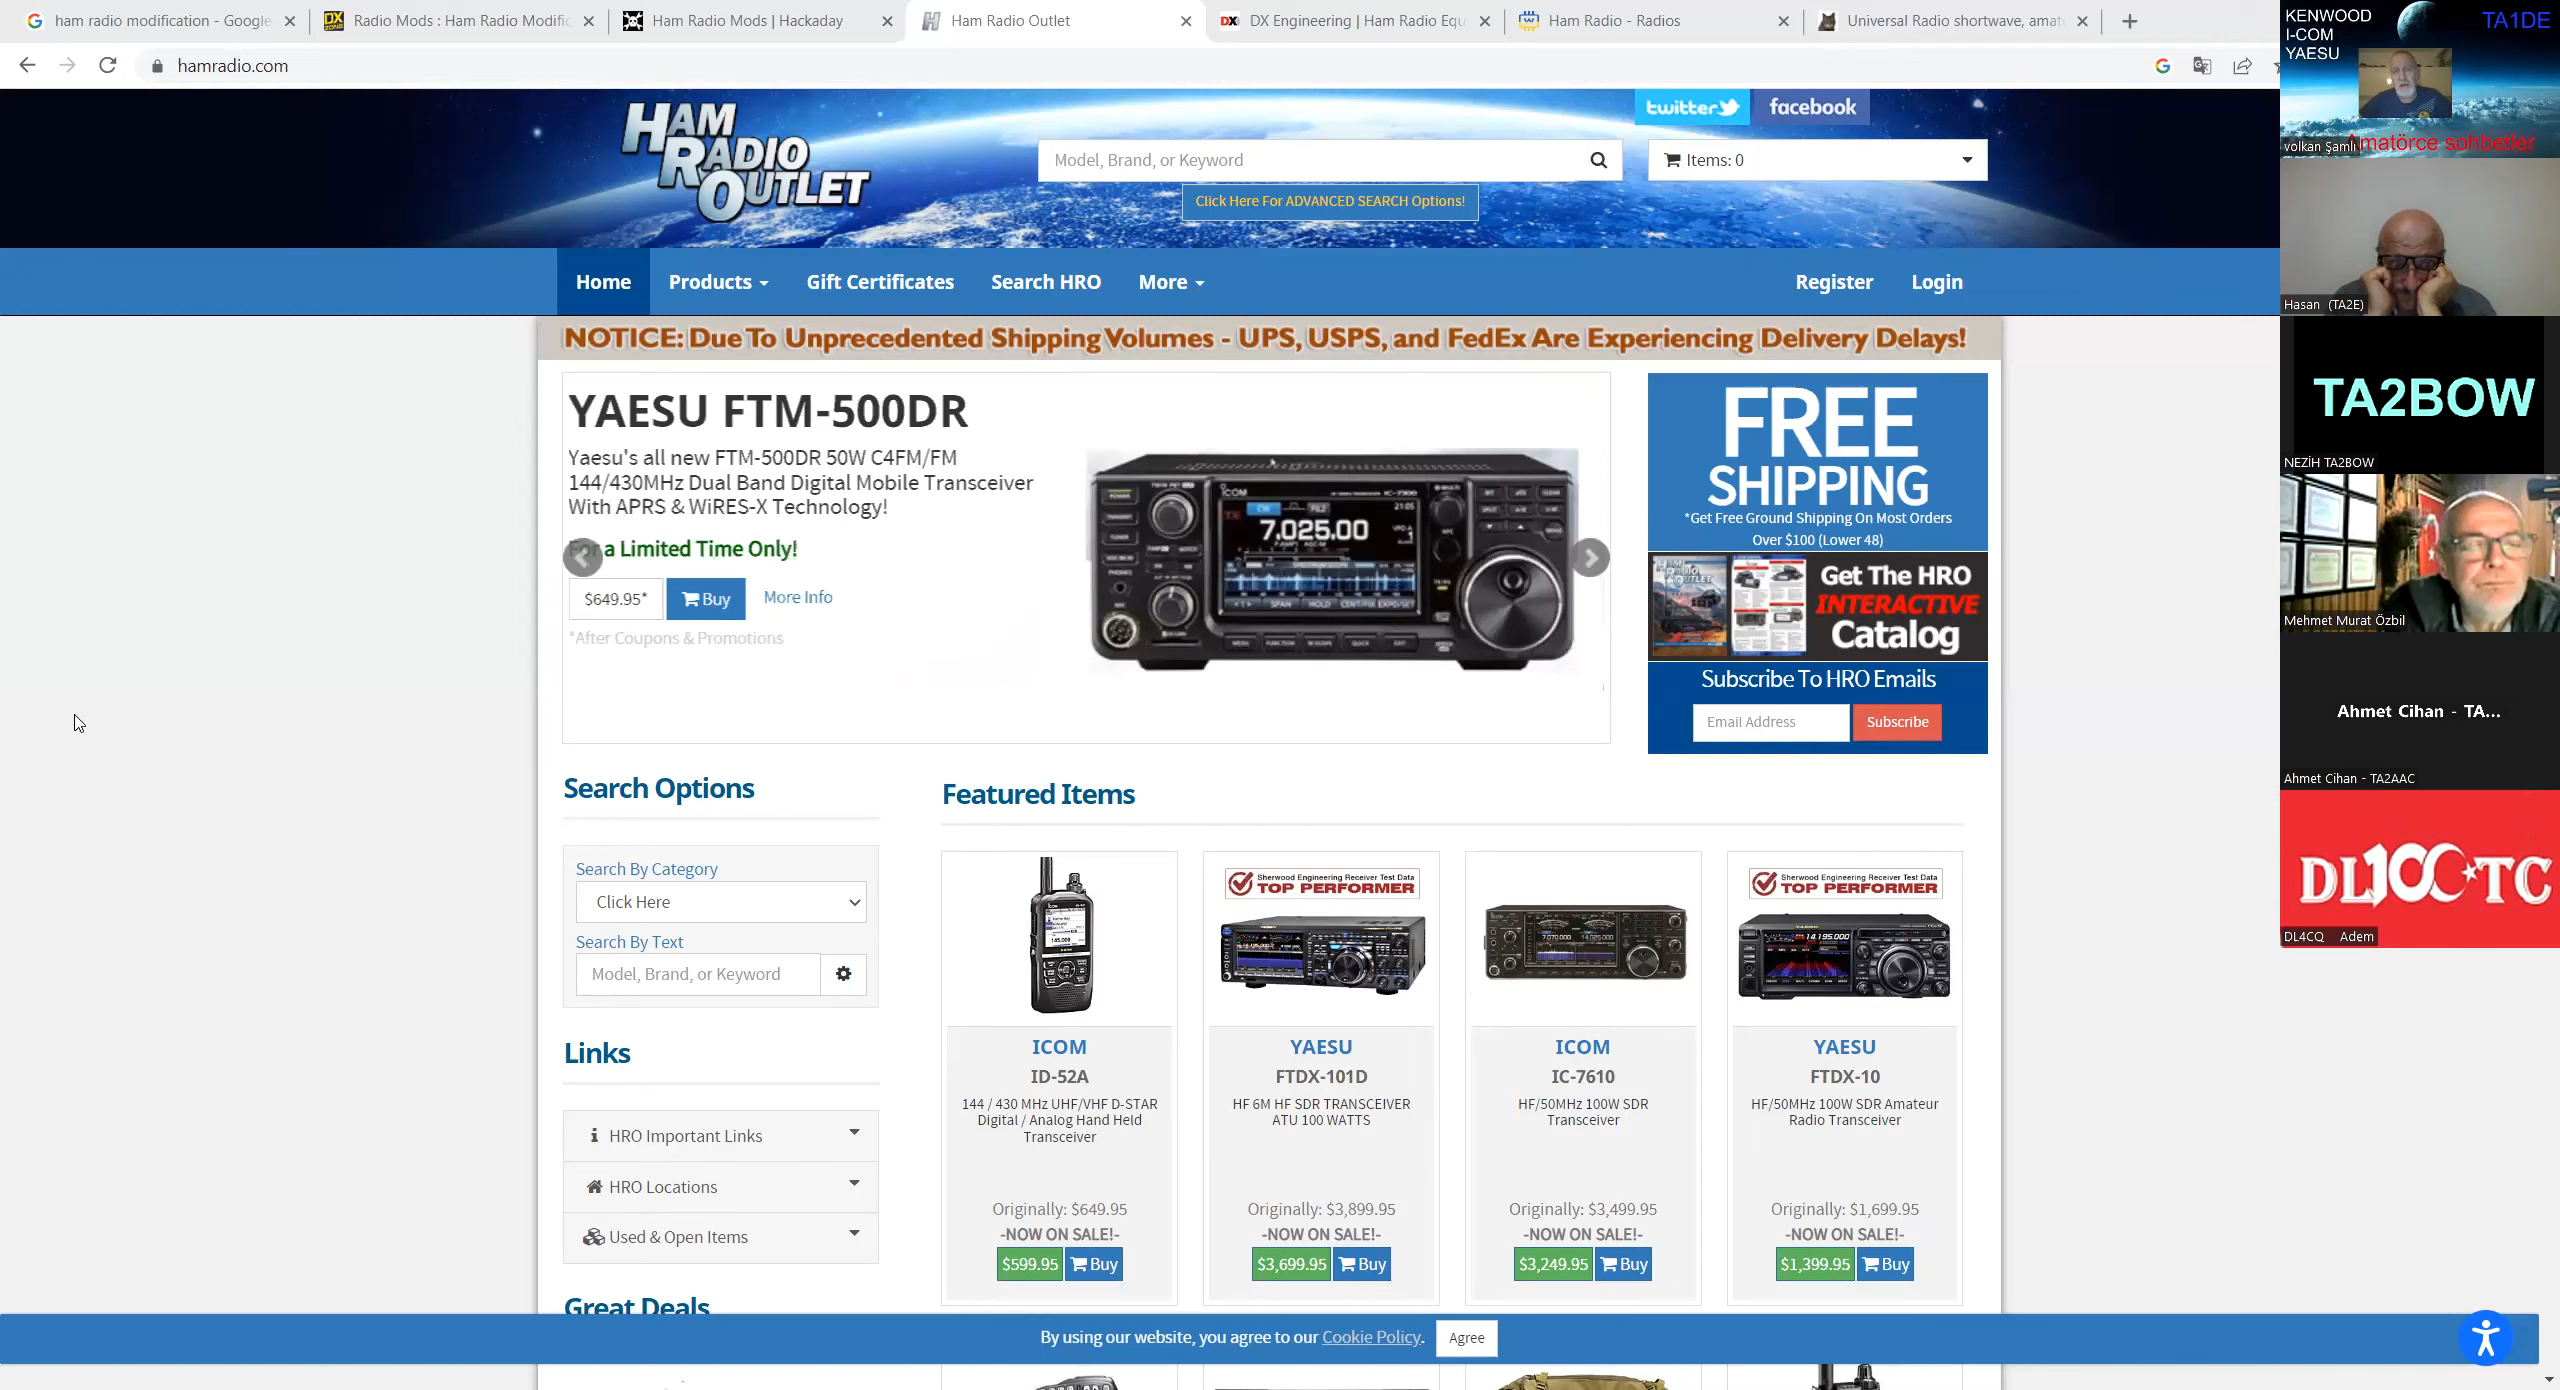 ham radio modification - Google
Radio Mods : Ham Radio Modific
Ham Radio Mods | Hackaday
Ham Radio Outlet
DX Engineering | Ham Radio Equ
Ham Radio - Radios
Universal Radio shortwave, amat
hamradio.com
HAM RADIO OUTLET
twitter
facebook
Model, Brand, or Keyword
Items: 0
Click Here For ADVANCED SEARCH Options!
Home
Products
Gift Certificates
Search HRO
More
Register
Login
NOTICE: Due To Unprecedented Shipping Volumes - UPS, USPS, and FedEx Are Experiencing Delivery Delays!
YAESU FTM-500DR
Yaesu's all new FTM-500DR 50W C4FM/FM
144/430MHz Dual Band Digital Mobile Transceiver
With APRS & WiRES-X Technology!
For a Limited Time Only!
$649.95*
Buy
More Info
*After Coupons & Promotions
ICOM
7.025.00
FREE
SHIPPING
*Get Free Ground Shipping On Most Orders
Over $100 (Lower 48)
Get The HRO
INTERACTIVE
Catalog
Subscribe To HRO Emails
Email Address
Subscribe
Search Options
Search By Category
Click Here
Search By Text
Model, Brand, or Keyword
Links
HRO Important Links
HRO Locations
Used & Open Items
Great Deals
Featured Items
ICOM
ID-52A
144 / 430 MHz UHF/VHF D-STAR
Digital / Analog Hand Held
Transceiver
Originally: $649.95
-NOW ON SALE!-
$599.95
Buy
Sherwood Engineering Receiver Test Data
TOP PERFORMER
YAESU
FTDX-101D
HF 6M HF SDR TRANSCEIVER
ATU 100 WATTS
Originally: $3,899.95
-NOW ON SALE!-
$3,699.95
Buy
ICOM
IC-7610
HF/50MHz 100W SDR
Transceiver
Originally: $3,499.95
-NOW ON SALE!-
$3,249.95
Buy
Sherwood Engineering Receiver Test Data
TOP PERFORMER
YAESU
FTDX-10
HF/50MHz 100W SDR Amateur
Radio Transceiver
Originally: $1,699.95
-NOW ON SALE!-
$1,399.95
Buy
By using our website, you agree to our Cookie Policy.
Agree
KENWOOD
I-COM
YAESU
TA1DE
Amatörce sohbetler
volkan Şamlı
Hasan (TA2E)
TA2BOW
NEZİH TA2BOW
Mehmet Murat Özbil
Ahmet Cihan - TA...
Ahmet Cihan - TA2AAC
DL100TC
DL4CQ Adem